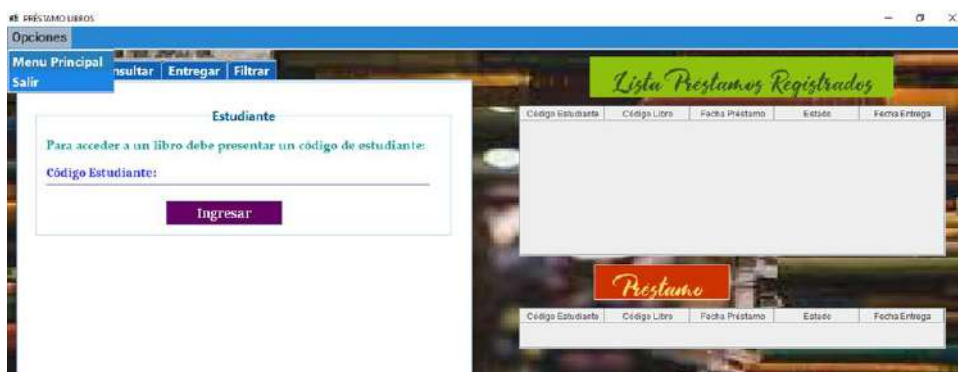 PRÉSTAMO LIBROS
Opciones
Menu Principal
Salir
nsultar Entregar Filtrar
Estudiante
Para acceder a un libro debe presentar un código de estudiante:
Código Estudiante:
Ingresar
Lista Préstamos Registrados
Código Estudiante Código Libro Fecha Préstamo Estado Fecha Entrega
Préstamo
Código Estudiante Código Libro Fecha Préstamo Estado Fecha Entrega